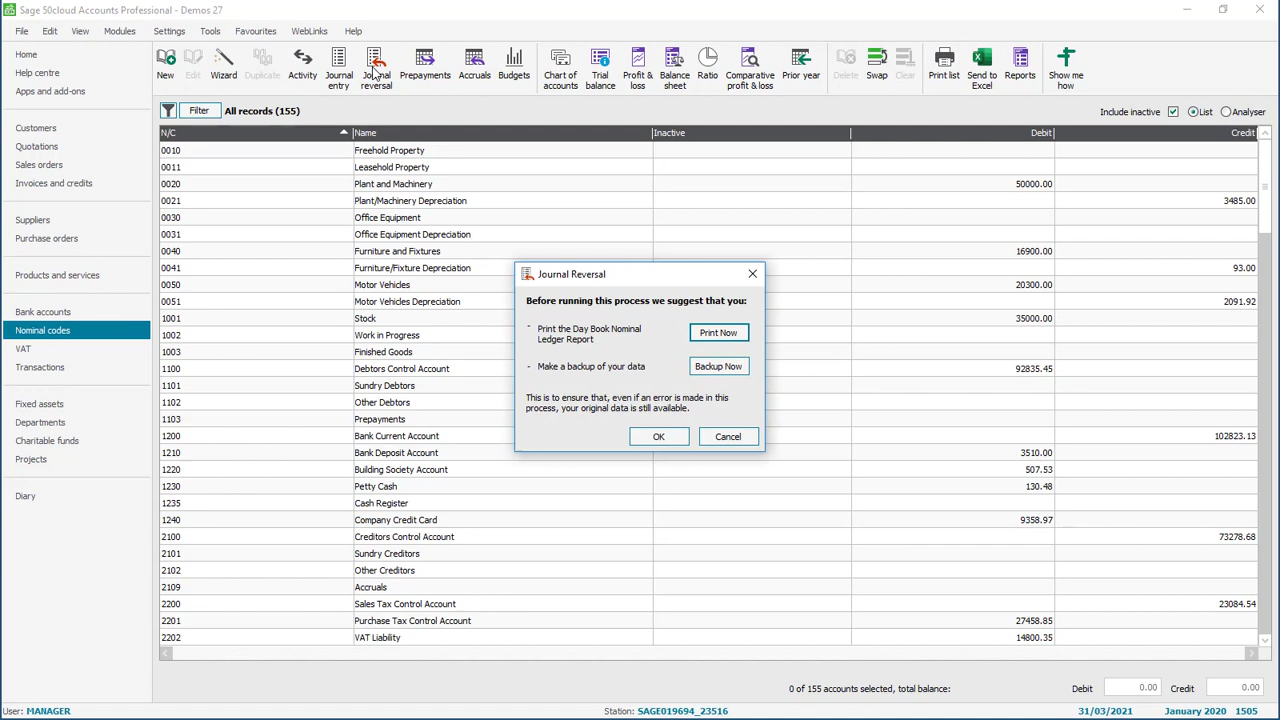 Sage 50cloud Accounts Professional - Demos 27
File Edit View Modules Settings Tools Favourites WebLinks Help
Home
Help centre
Apps and add-ons
Customers
Quotations
Sales orders
Invoices and credits
Suppliers
Purchase orders
Products and services
Bank accounts
Nominal codes
VAT
Transactions
Fixed assets
Departments
Charitable funds
Projects
Diary
New Edit Wizard Duplicate Activity Journal entry Journal reversal Prepayments Accruals Budgets Chart of accounts Trial balance Profit & loss Balance sheet Ratio Comparative profit & loss Prior year Delete Swap Clear Print list Send to Excel Reports Show me how
Filter All records (155) Include inactive List Analyser
N/C Name Inactive Debit Credit
0010 Freehold Property
0011 Leasehold Property
0020 Plant and Machinery 50000.00
0021 Plant/Machinery Depreciation 3485.00
0030 Office Equipment
0031 Office Equipment Depreciation
0040 Furniture and Fixtures 16900.00
0041 Furniture/Fixture Depreciation 93.00
0050 Motor Vehicles 20300.00
0051 Motor Vehicles Depreciation 2091.92
1001 Stock 35000.00
1002 Work in Progress
1003 Finished Goods
1100 Debtors Control Account 92835.45
1101 Sundry Debtors
1102 Other Debtors
1103 Prepayments
1200 Bank Current Account 102823.13
1210 Bank Deposit Account 3510.00
1220 Building Society Account 507.53
1230 Petty Cash 130.48
1235 Cash Register
1240 Company Credit Card 9358.97
2100 Creditors Control Account 73278.68
2101 Sundry Creditors
2102 Other Creditors
2109 Accruals
2200 Sales Tax Control Account 23084.54
2201 Purchase Tax Control Account 27458.85
2202 VAT Liability 14800.35
Journal Reversal
Before running this process we suggest that you:
- Print the Day Book Nominal
Ledger Report
Print Now
- Make a backup of your data
Backup Now
This is to ensure that, even if an error is made in this
process, your original data is still available.
OK Cancel
0 of 155 accounts selected, total balance: Debit 0.00 Credit 0.00
User: MANAGER Station: SAGE019694_23516 31/03/2021 January 2020 1505